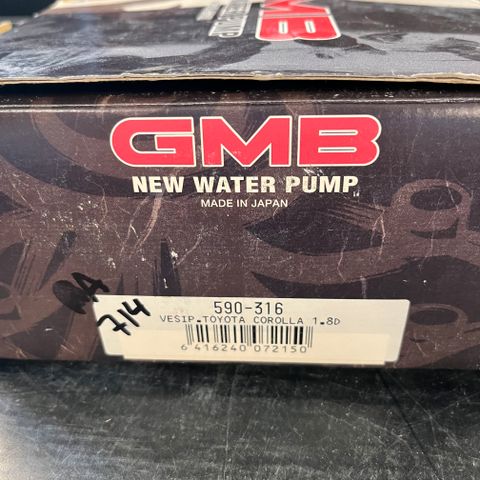 GMB
NEW WATER PUMP
MADE IN JAPAN
590-316
VESIP.TOYOTA COROLLA 1.8D
6 416240 072150
714